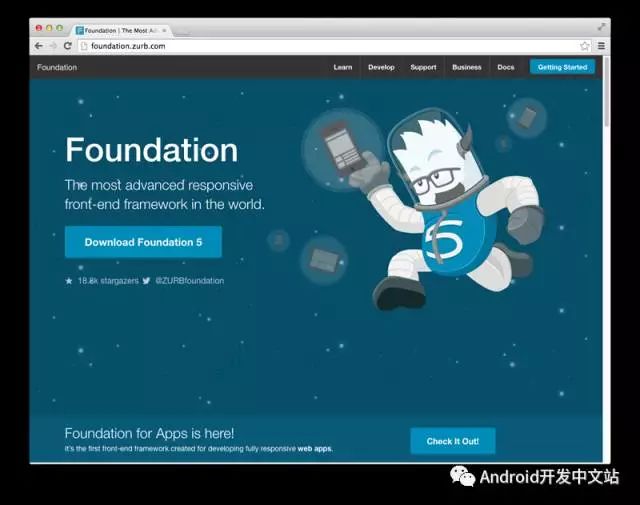 Foundation | The Most Ad
foundation.zurb.com
Foundation
Learn
Develop
Support
Business
Docs
Getting Started
Foundation
The most advanced responsive
front-end framework in the world.
Download Foundation 5
18.8k stargazers @ZURBfoundation
5
Foundation for Apps is here!
It's the first front-end framework created for developing fully responsive web apps.
Check It Out!
Android开发中文站